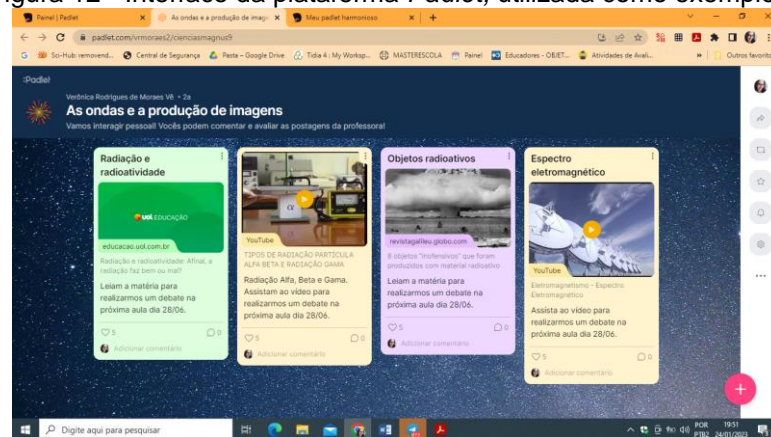 Figura 12 - Interface da plataforma Padlet, utilizada como exemplo
Painel | Padlet
As ondas e a produção de imag
Meu padlet harmonioso
padlet.com/vrmoraes2/cienciasmagnus9
Sci-Hub: removend...
Central de Segurança
Pasta – Google Drive
Tidia 4 : My Worksp...
MASTERESCOLA
Painel
Educadores - OBJET...
Atividades de Avali...
Outros favorito
:Padlet
Verônica Rodrigues de Moraes Vê • 2a
As ondas e a produção de imagens
Vamos interagir pessoal! Vocês podem comentar e avaliar as postagens da professora!
Radiação e
radioatividade
uol EDUCAÇÃO
educacao.uol.com.br
Radiação e radioatividade: Afinal, a
radiação faz bem ou mal?
Leiam a matéria para
realizarmos um debate na
próxima aula dia 28/06.
5
0
Adicionar comentário
α
YouTube
TIPOS DE RADIAÇÃO PARTÍCULA
ALFA BETA E RADIAÇÃO GAMA
Radiação Alfa, Beta e Gama.
Assistam ao vídeo para
realizarmos um debate na
próxima aula dia 28/06.
5
0
Adicionar comentário
Objetos radioativos
revistagalileu.globo.com
8 objetos "inofensivos" que foram
produzidos com material radioativo
Leiam a matéria para
realizarmos um debate na
próxima aula dia 28/06.
5
0
Adicionar comentário
Espectro
eletromagnético
YouTube
Eletromagnetismo - Espectro
Eletromagnético
Assista ao vídeo para
realizarmos um debate na
próxima aula dia 28/06.
5
0
Adicionar comentário
Digite aqui para pesquisar
POR
PTB2
19:51
24/01/2023